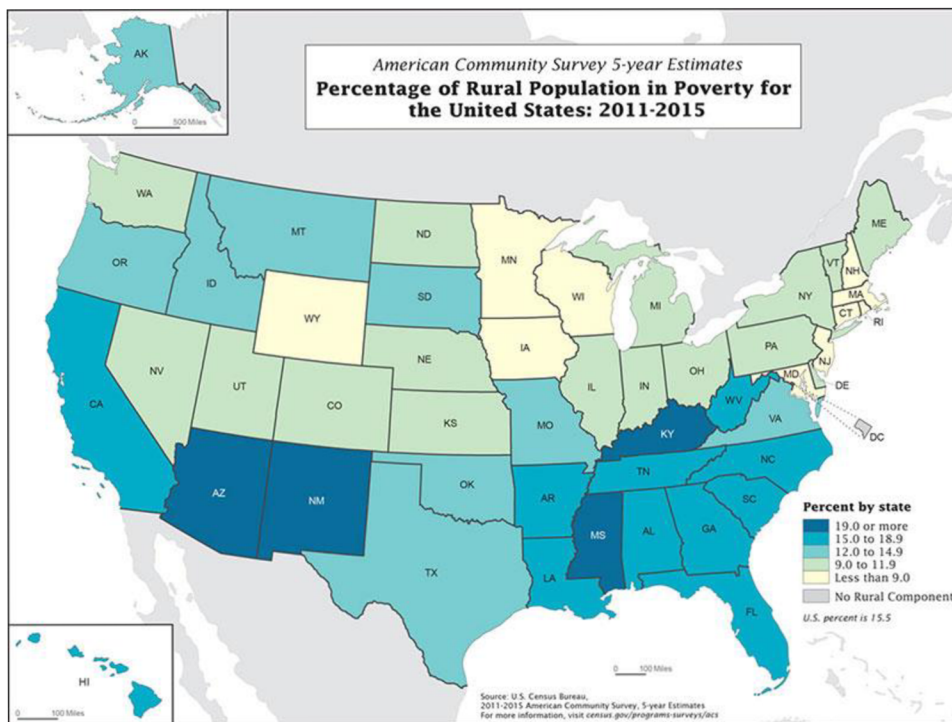 American Community Survey 5-year Estimates
Percentage of Rural Population in Poverty for
the United States: 2011-2015
AK
0 500 Miles
WA
MT
ND
MN
ME
OR
ID
SD
WI
MI
VT
NH
NY
MA
CT
RI
WY
IA
NE
PA
NJ
NV
UT
CO
IL
IN
OH
MD
DE
CA
KS
MO
WV
VA
DC
KY
AZ
NM
OK
AR
TN
NC
SC
MS
AL
GA
TX
LA
FL
Percent by state
19.0 or more
15.0 to 18.9
12.0 to 14.9
9.0 to 11.9
Less than 9.0
No Rural Component
U.S. percent is 15.5
HI
0 100 Miles
0 100 Miles
Source: U.S. Census Bureau,
2011-2015 American Community Survey, 5-year Estimates
For more information, visit census.gov/programs-surveys/acs